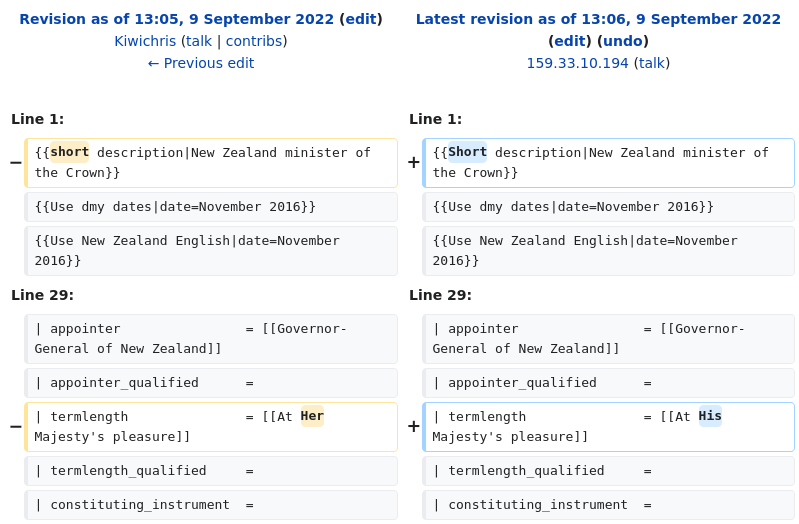 Revision as of 13:05, 9 September 2022 (edit)
Kiwichris (talk | contribs)
← Previous edit
Latest revision as of 13:06, 9 September 2022
(edit) (undo)
159.33.10.194 (talk)
Line 1:
Line 1:
− {{short description|New Zealand minister of
the Crown}}
+ {{Short description|New Zealand minister of
the Crown}}
{{Use dmy dates|date=November 2016}}
{{Use dmy dates|date=November 2016}}
{{Use New Zealand English|date=November
2016}}
{{Use New Zealand English|date=November
2016}}
Line 29:
Line 29:
| appointer                = [[Governor-
General of New Zealand]]
| appointer                = [[Governor-
General of New Zealand]]
| appointer_qualified      =
| appointer_qualified      =
− | termlength               = [[At Her
Majesty's pleasure]]
+ | termlength               = [[At His
Majesty's pleasure]]
| termlength_qualified     =
| termlength_qualified     =
| constituting_instrument  =
| constituting_instrument  =